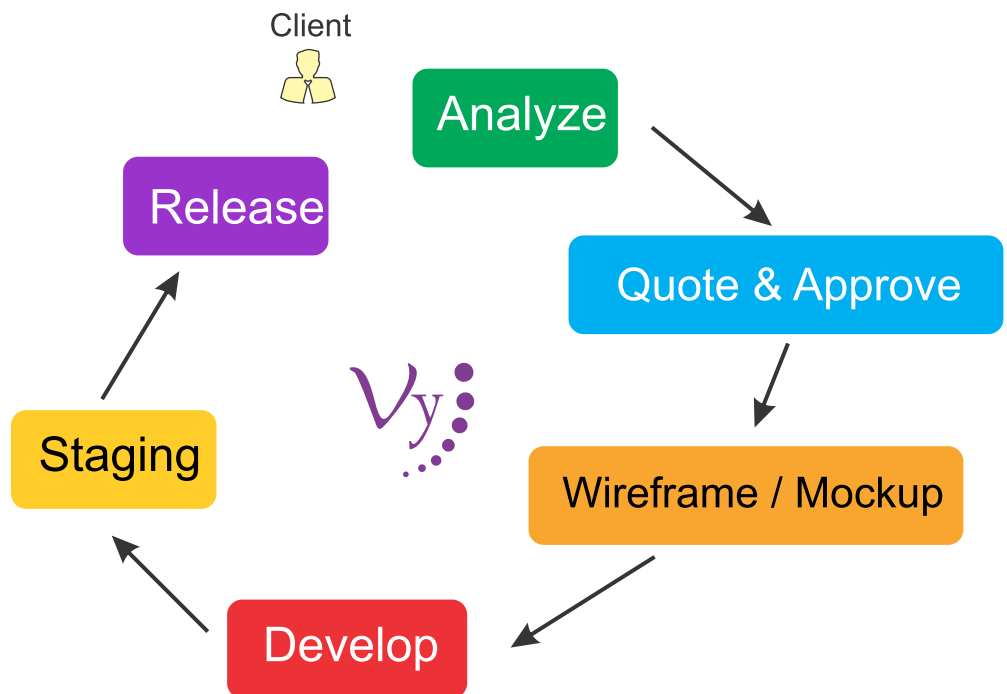 Client
Analyze
Release
Quote & Approve
Vy
Staging
Wireframe / Mockup
Develop